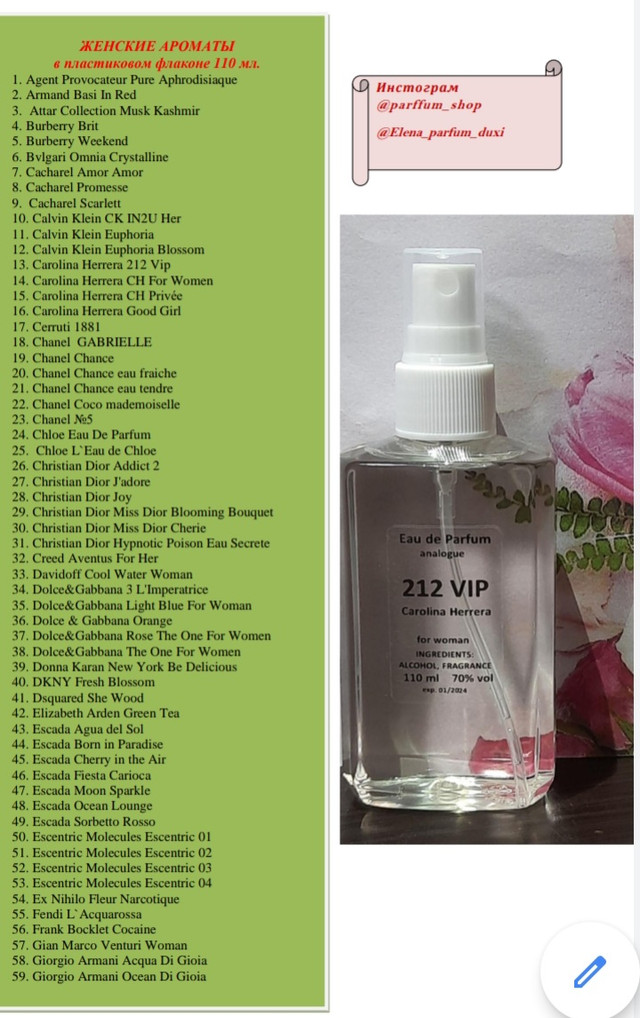 ЖЕНСКИЕ АРОМАТЫ
в пластиковом флаконе 110 мл.
1. Agent Provocateur Pure Aphrodisiaque
2. Armand Basi In Red
3. Attar Collection Musk Kashmir
4. Burberry Brit
5. Burberry Weekend
6. Bvlgari Omnia Crystalline
7. Cacharel Amor Amor
8. Cacharel Promesse
9. Cacharel Scarlett
10. Calvin Klein CK IN2U Her
11. Calvin Klein Euphoria
12. Calvin Klein Euphoria Blossom
13. Carolina Herrera 212 Vip
14. Carolina Herrera CH For Women
15. Carolina Herrera CH Privée
16. Carolina Herrera Good Girl
17. Cerruti 1881
18. Chanel GABRIELLE
19. Chanel Chance
20. Chanel Chance eau fraiche
21. Chanel Chance eau tendre
22. Chanel Coco mademoiselle
23. Chanel №5
24. Chloe Eau De Parfum
25. Chloe L`Eau de Chloe
26. Christian Dior Addict 2
27. Christian Dior J'adore
28. Christian Dior Joy
29. Christian Dior Miss Dior Blooming Bouquet
30. Christian Dior Miss Dior Cherie
31. Christian Dior Hypnotic Poison Eau Secrete
32. Creed Aventus For Her
33. Davidoff Cool Water Woman
34. Dolce&Gabbana 3 L'Imperatrice
35. Dolce&Gabbana Light Blue For Woman
36. Dolce & Gabbana Orange
37. Dolce&Gabbana Rose The One For Women
38. Dolce&Gabbana The One For Women
39. Donna Karan New York Be Delicious
40. DKNY Fresh Blossom
41. Dsquared She Wood
42. Elizabeth Arden Green Tea
43. Escada Agua del Sol
44. Escada Born in Paradise
45. Escada Cherry in the Air
46. Escada Fiesta Carioca
47. Escada Moon Sparkle
48. Escada Ocean Lounge
49. Escada Sorbetto Rosso
50. Escentric Molecules Escentric 01
51. Escentric Molecules Escentric 02
52. Escentric Molecules Escentric 03
53. Escentric Molecules Escentric 04
54. Ex Nihilo Fleur Narcotique
55. Fendi L`Acquarossa
56. Frank Bocklet Cocaine
57. Gian Marco Venturi Woman
58. Giorgio Armani Acqua Di Gioia
59. Giorgio Armani Ocean Di Gioia
Инстограм
@parffum_shop
@Elena_parfum_duxi
Eau de Parfum
analogue
212 VIP
Carolina Herrera
for woman
INGREDIENTS:
ALCOHOL, FRAGRANCE
110 ml 70% vol
exp. 01/2024